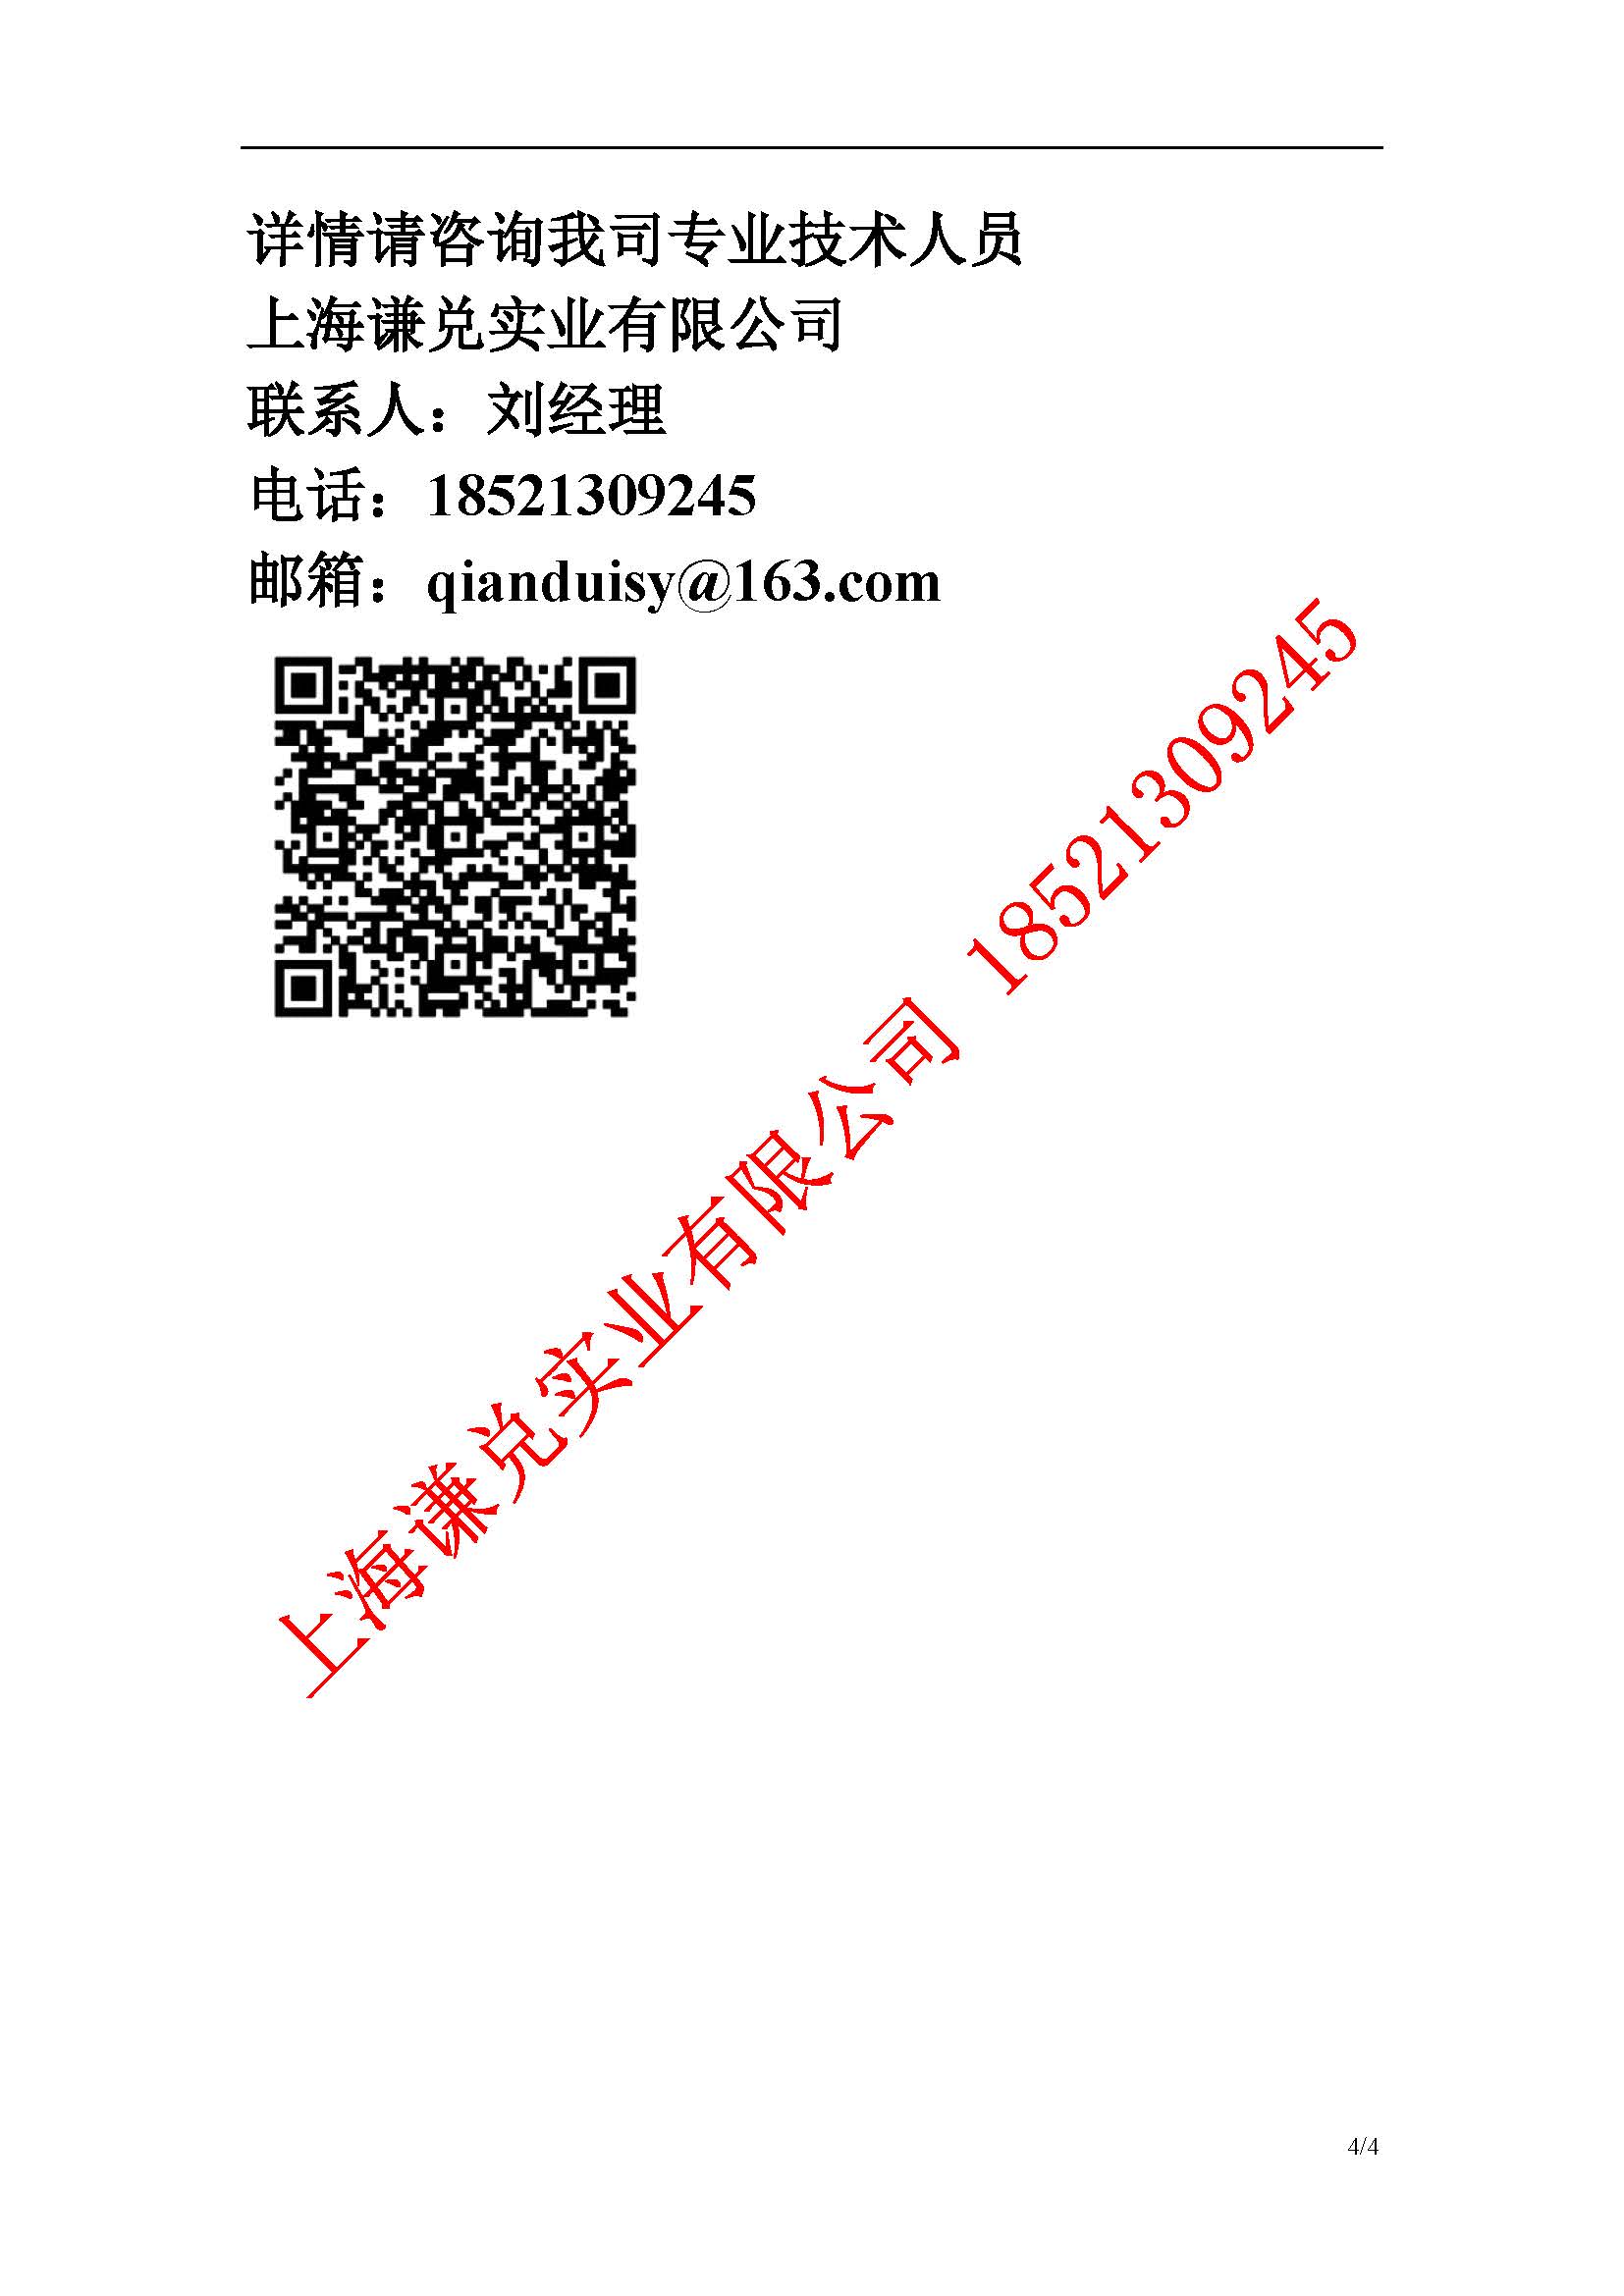 详情请咨询我司专业技术人员
上海谦兑实业有限公司
联系人：刘经理
电话：18521309245
邮箱：qianduisy@163.com
上海谦兑实业有限公司 18521309245
4/4